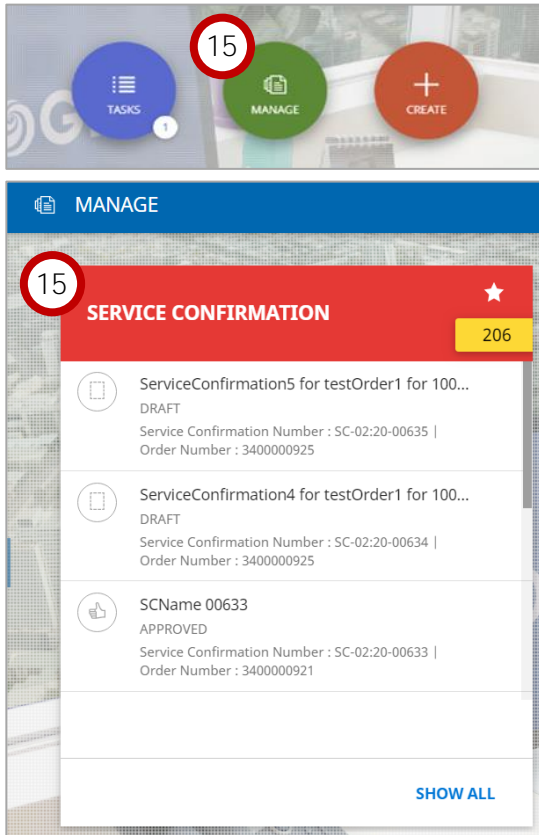 15
TASKS
1
MANAGE
CREATE
MANAGE
15
SERVICE CONFIRMATION
206
ServiceConfirmation5 for testOrder1 for 100...
DRAFT
Service Confirmation Number : SC-02:20-00635 |
Order Number : 3400000925
ServiceConfirmation4 for testOrder1 for 100...
DRAFT
Service Confirmation Number : SC-02:20-00634 |
Order Number : 3400000925
SCName 00633
APPROVED
Service Confirmation Number : SC-02:20-00633 |
Order Number : 3400000921
SHOW ALL